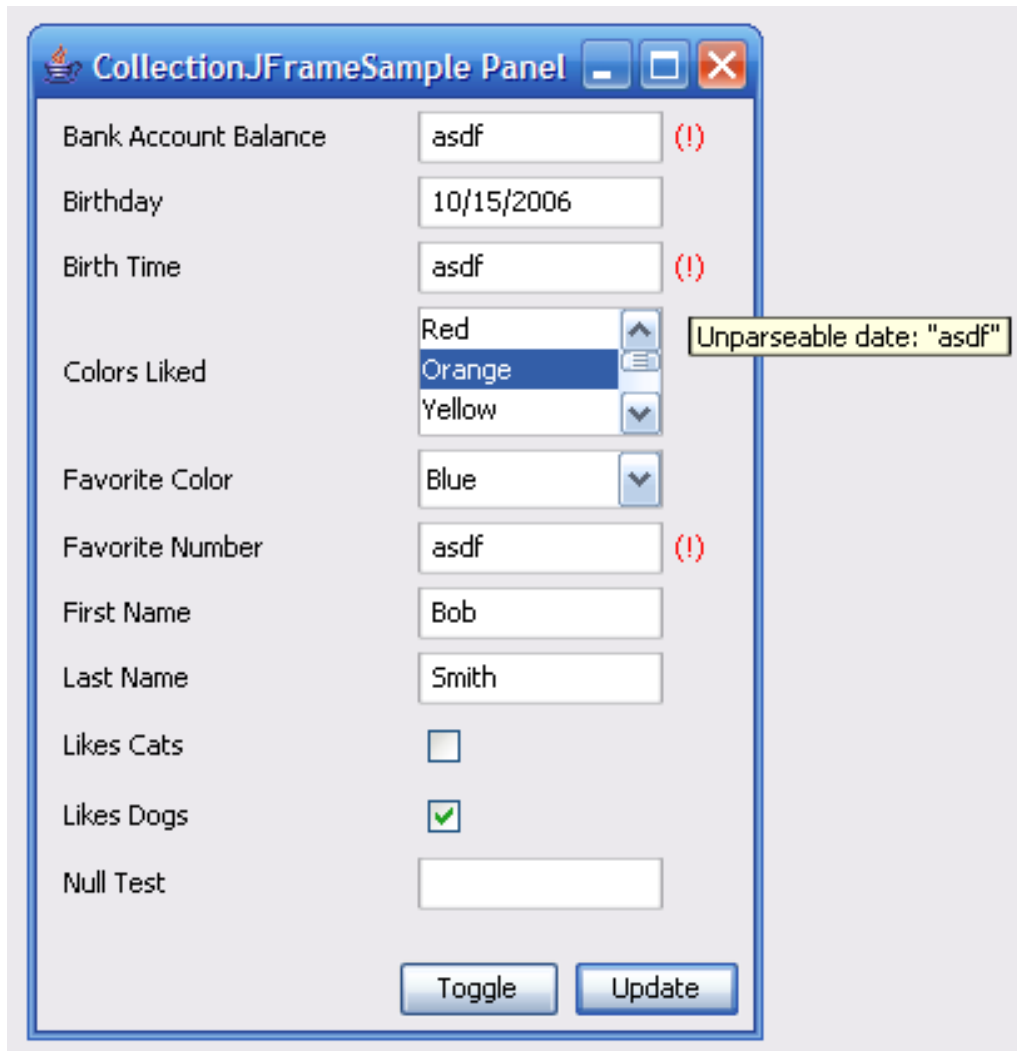 CollectionJFrameSample Panel
Bank Account Balance asdf (!)
Birthday 10/15/2006
Birth Time asdf (!)
Unparseable date: "asdf"
Colors Liked
Red
Orange
Yellow
Favorite Color Blue
Favorite Number asdf (!)
First Name Bob
Last Name Smith
Likes Cats
Likes Dogs
Null Test
Toggle Update